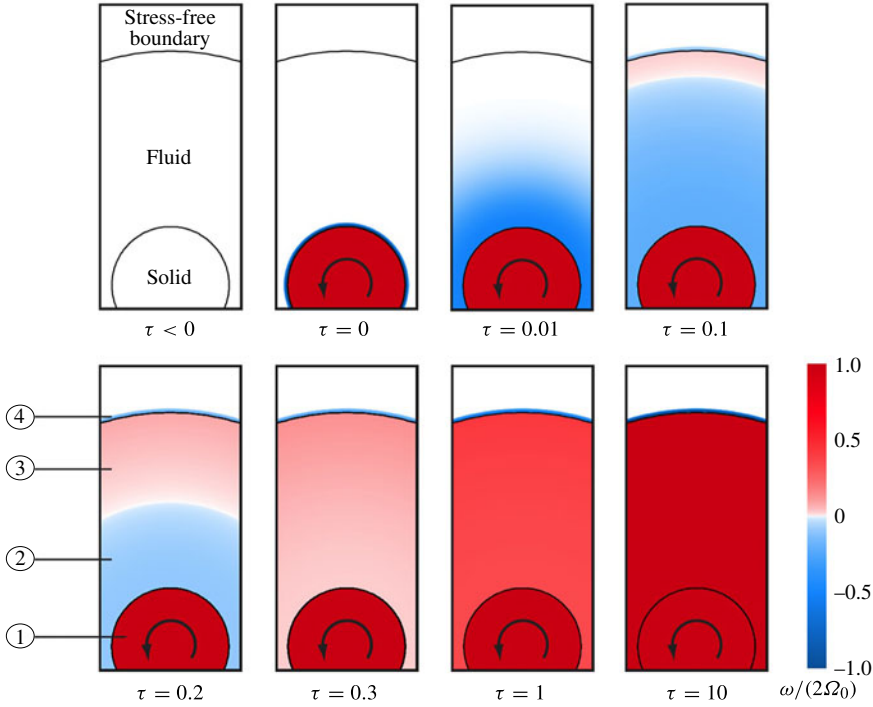 Stress-free
boundary
Fluid
Solid
τ < 0
τ = 0
τ = 0.01
τ = 0.1
4
3
2
1
τ = 0.2
τ = 0.3
τ = 1
τ = 10
1.0
0.5
0
–0.5
–1.0
ω/(2Ω₀)